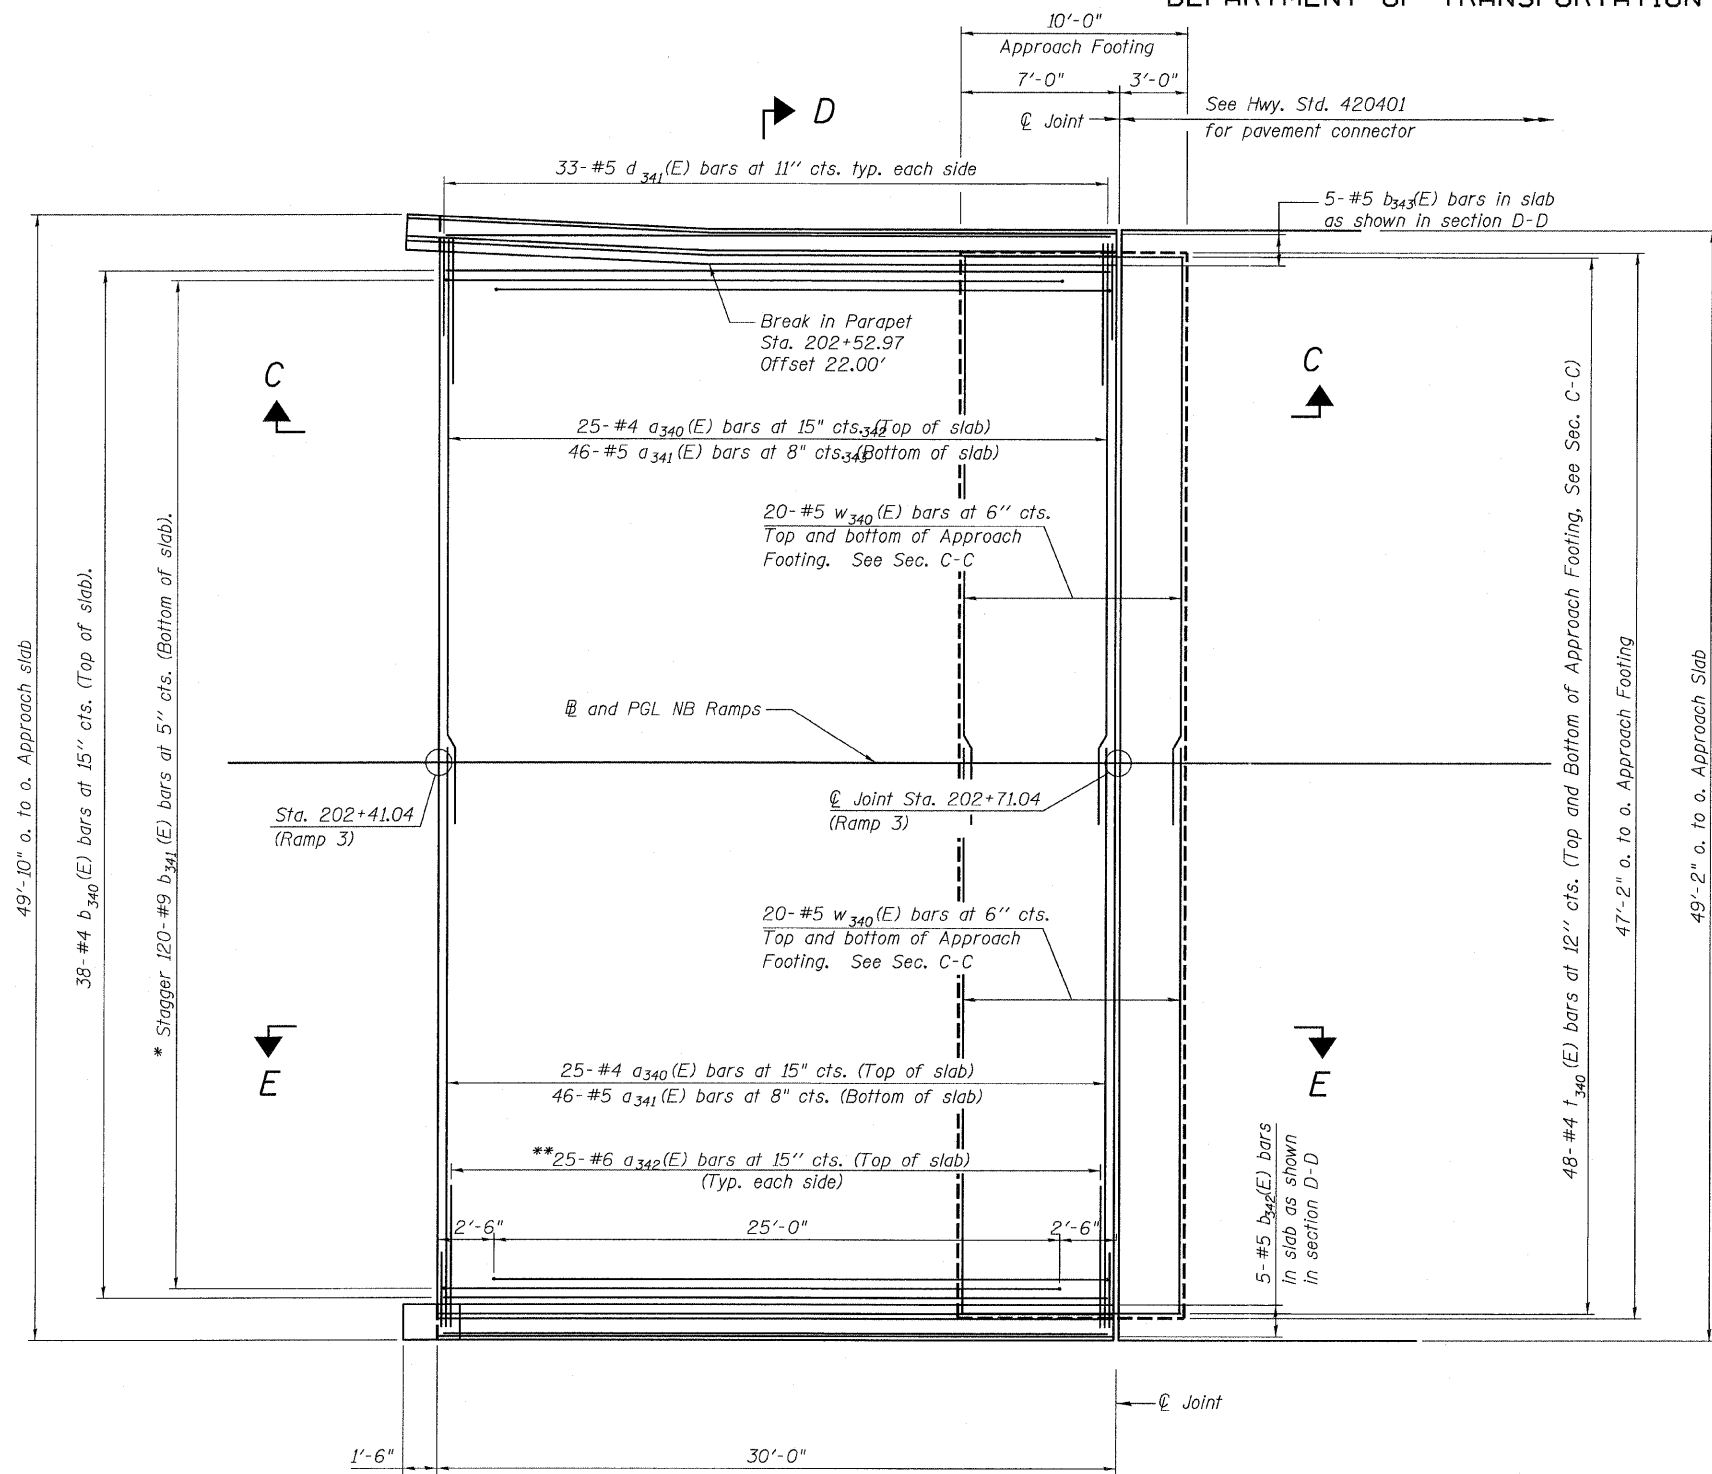 DEPARTMENT OF TRANSPORTATION
10'-0"
Approach Footing
7'-0"
3'-0"
℄ Joint
See Hwy. Std. 420401
for pavement connector
D
33-#5 d341(E) bars at 11" cts. typ. each side
5-#5 b343(E) bars in slab
as shown in section D-D
Break in Parapet
Sta. 202+52.97
Offset 22.00'
C
C
25-#4 a340(E) bars at 15" cts. (Top of slab)
342
46-#5 a341(E) bars at 8" cts. (Bottom of slab)
343
20-#5 w340(E) bars at 6" cts.
Top and bottom of Approach
Footing. See Sec. C-C
49'-10" o. to o. Approach slab
38-#4 b340(E) bars at 15" cts. (Top of slab).
* Stagger 120-#9 b341(E) bars at 5" cts. (Bottom of slab).
48-#4 t340(E) bars at 12" cts. (Top and Bottom of Approach Footing, See Sec. C-C)
47'-2" o. to o. Approach Footing
49'-2" o. to o. Approach Slab
BL and PGL NB Ramps
Sta. 202+41.04
(Ramp 3)
℄ Joint Sta. 202+71.04
(Ramp 3)
20-#5 w340(E) bars at 6" cts.
Top and bottom of Approach
Footing. See Sec. C-C
E
E
25-#4 a340(E) bars at 15" cts. (Top of slab)
46-#5 a341(E) bars at 8" cts. (Bottom of slab)
**25-#6 a342(E) bars at 15" cts. (Top of slab)
(Typ. each side)
5-#5 b342(E) bars
in slab as shown
in section D-D
2'-6"
25'-0"
2'-6"
℄ Joint
1'-6"
30'-0"